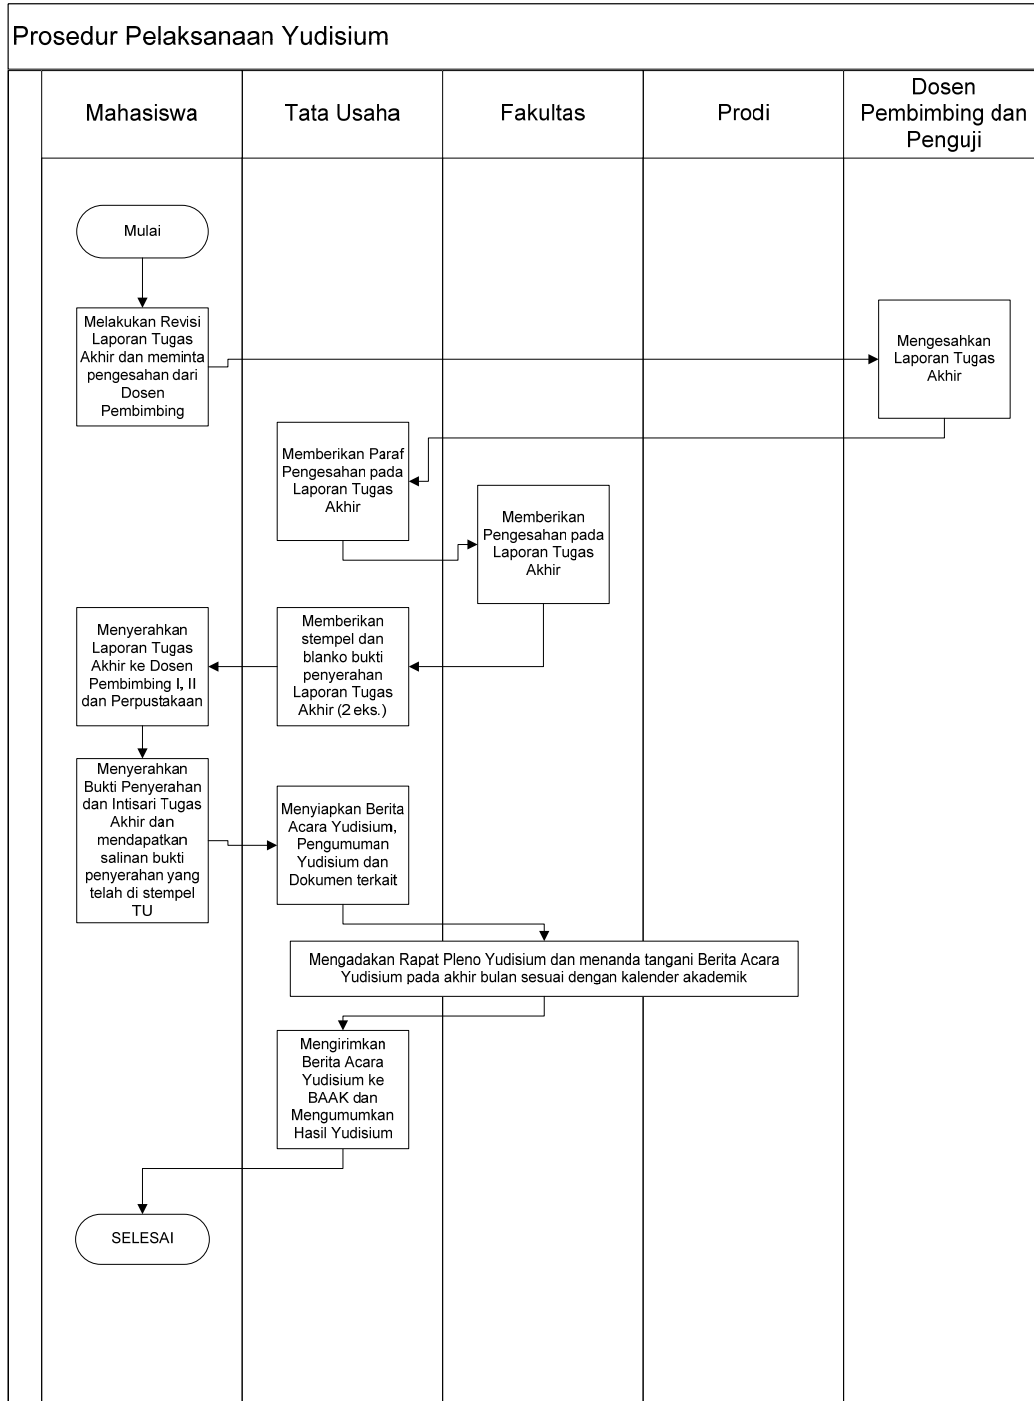 Prosedur Pelaksanaan Yudisium
Mahasiswa
Tata Usaha
Fakultas
Prodi
Dosen
Pembimbing dan
Penguji
Mulai
Melakukan Revisi
Laporan Tugas
Akhir dan meminta
pengesahan dari
Dosen
Pembimbing
Mengesahkan
Laporan Tugas
Akhir
Memberikan Paraf
Pengesahan pada
Laporan Tugas
Akhir
Memberikan
Pengesahan pada
Laporan Tugas
Akhir
Memberikan
stempel dan
blanko bukti
penyerahan
Laporan Tugas
Akhir (2 eks.)
Menyerahkan
Laporan Tugas
Akhir ke Dosen
Pembimbing I, II
dan Perpustakaan
Menyerahkan
Bukti Penyerahan
dan Intisari Tugas
Akhir dan
mendapatkan
salinan bukti
penyerahan yang
telah di stempel
TU
Menyiapkan Berita
Acara Yudisium,
Pengumuman
Yudisium dan
Dokumen terkait
Mengadakan Rapat Pleno Yudisium dan menanda tangani Berita Acara
Yudisium pada akhir bulan sesuai dengan kalender akademik
Mengirimkan
Berita Acara
Yudisium ke
BAAK dan
Mengumumkan
Hasil Yudisium
SELESAI